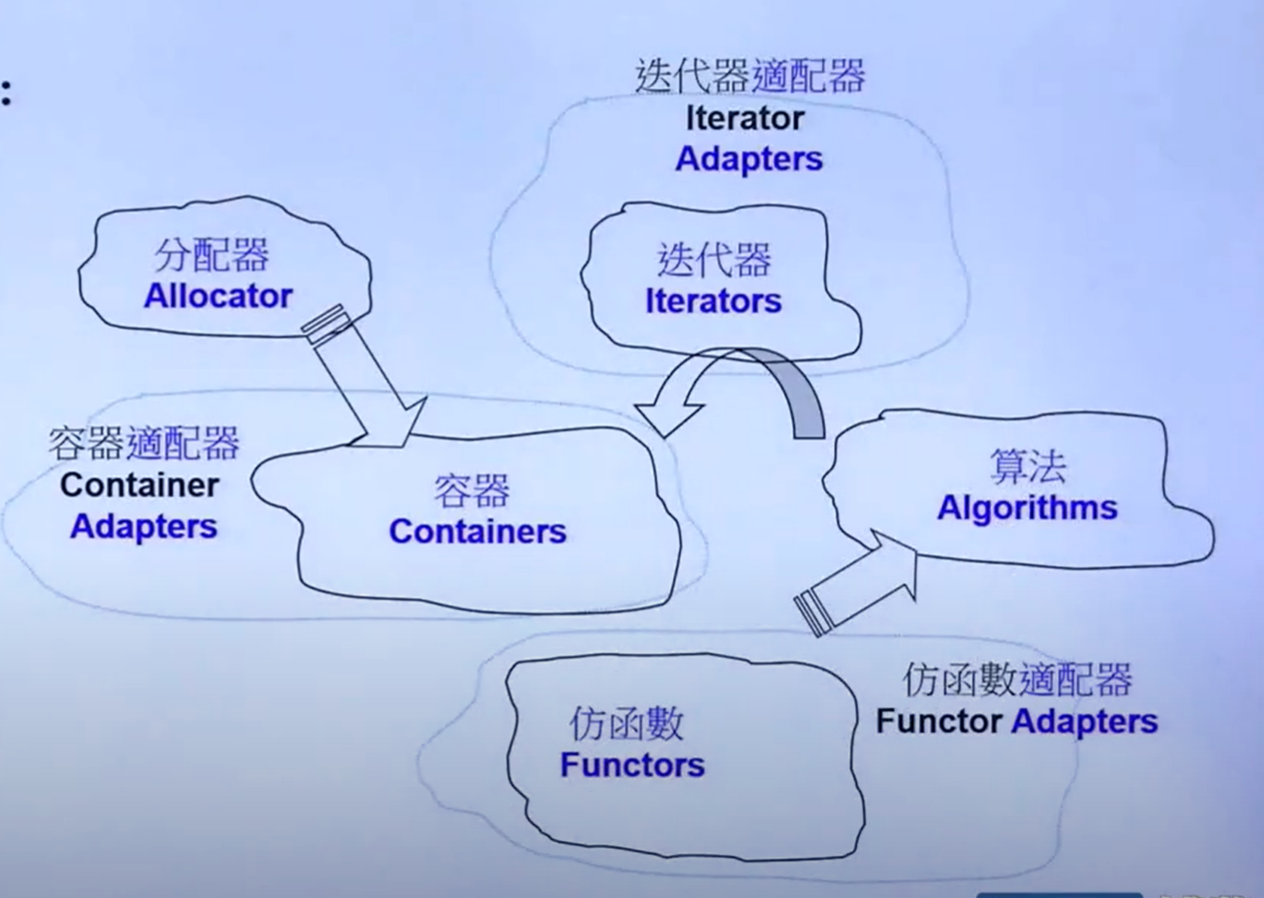 :
迭代器適配器
Iterator
Adapters
分配器
Allocator
迭代器
Iterators
容器適配器
Container
Adapters
容器
Containers
算法
Algorithms
仿函數
Functors
仿函數適配器
Functor Adapters